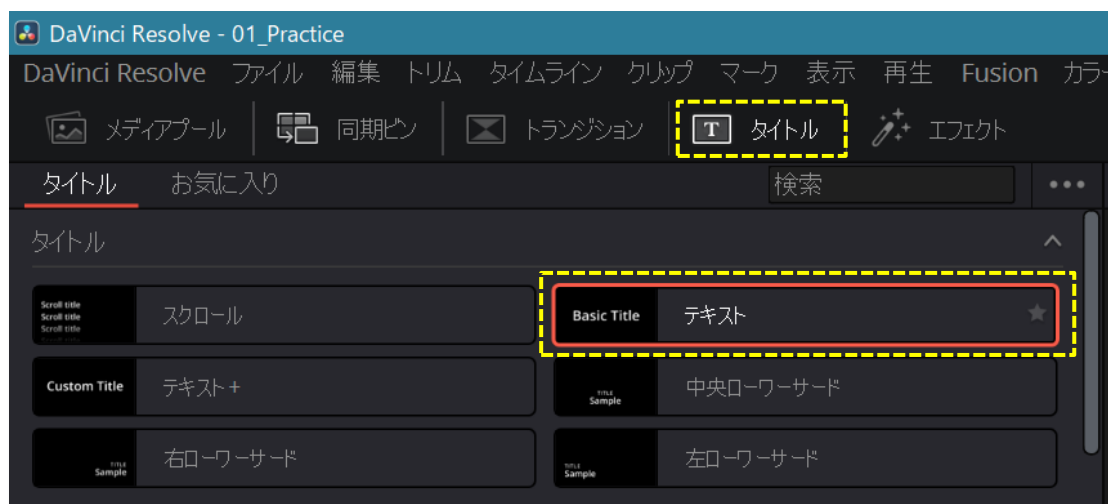 DaVinci Resolve - 01_Practice
DaVinci Resolve ファイル 編集 トリム タイムライン クリップ マーク 表示 再生 Fusion カラー
メディアプール 同期ビン トランジション T タイトル エフェクト
タイトル お気に入り 検索 •••
タイトル
Scroll title
Scroll title
Scroll title
スクロール
Basic Title テキスト
Custom Title テキスト+
TITLE
Sample
中央ローワーサード
TITLE
Sample
右ローワーサード
TITLE
Sample
左ローワーサード